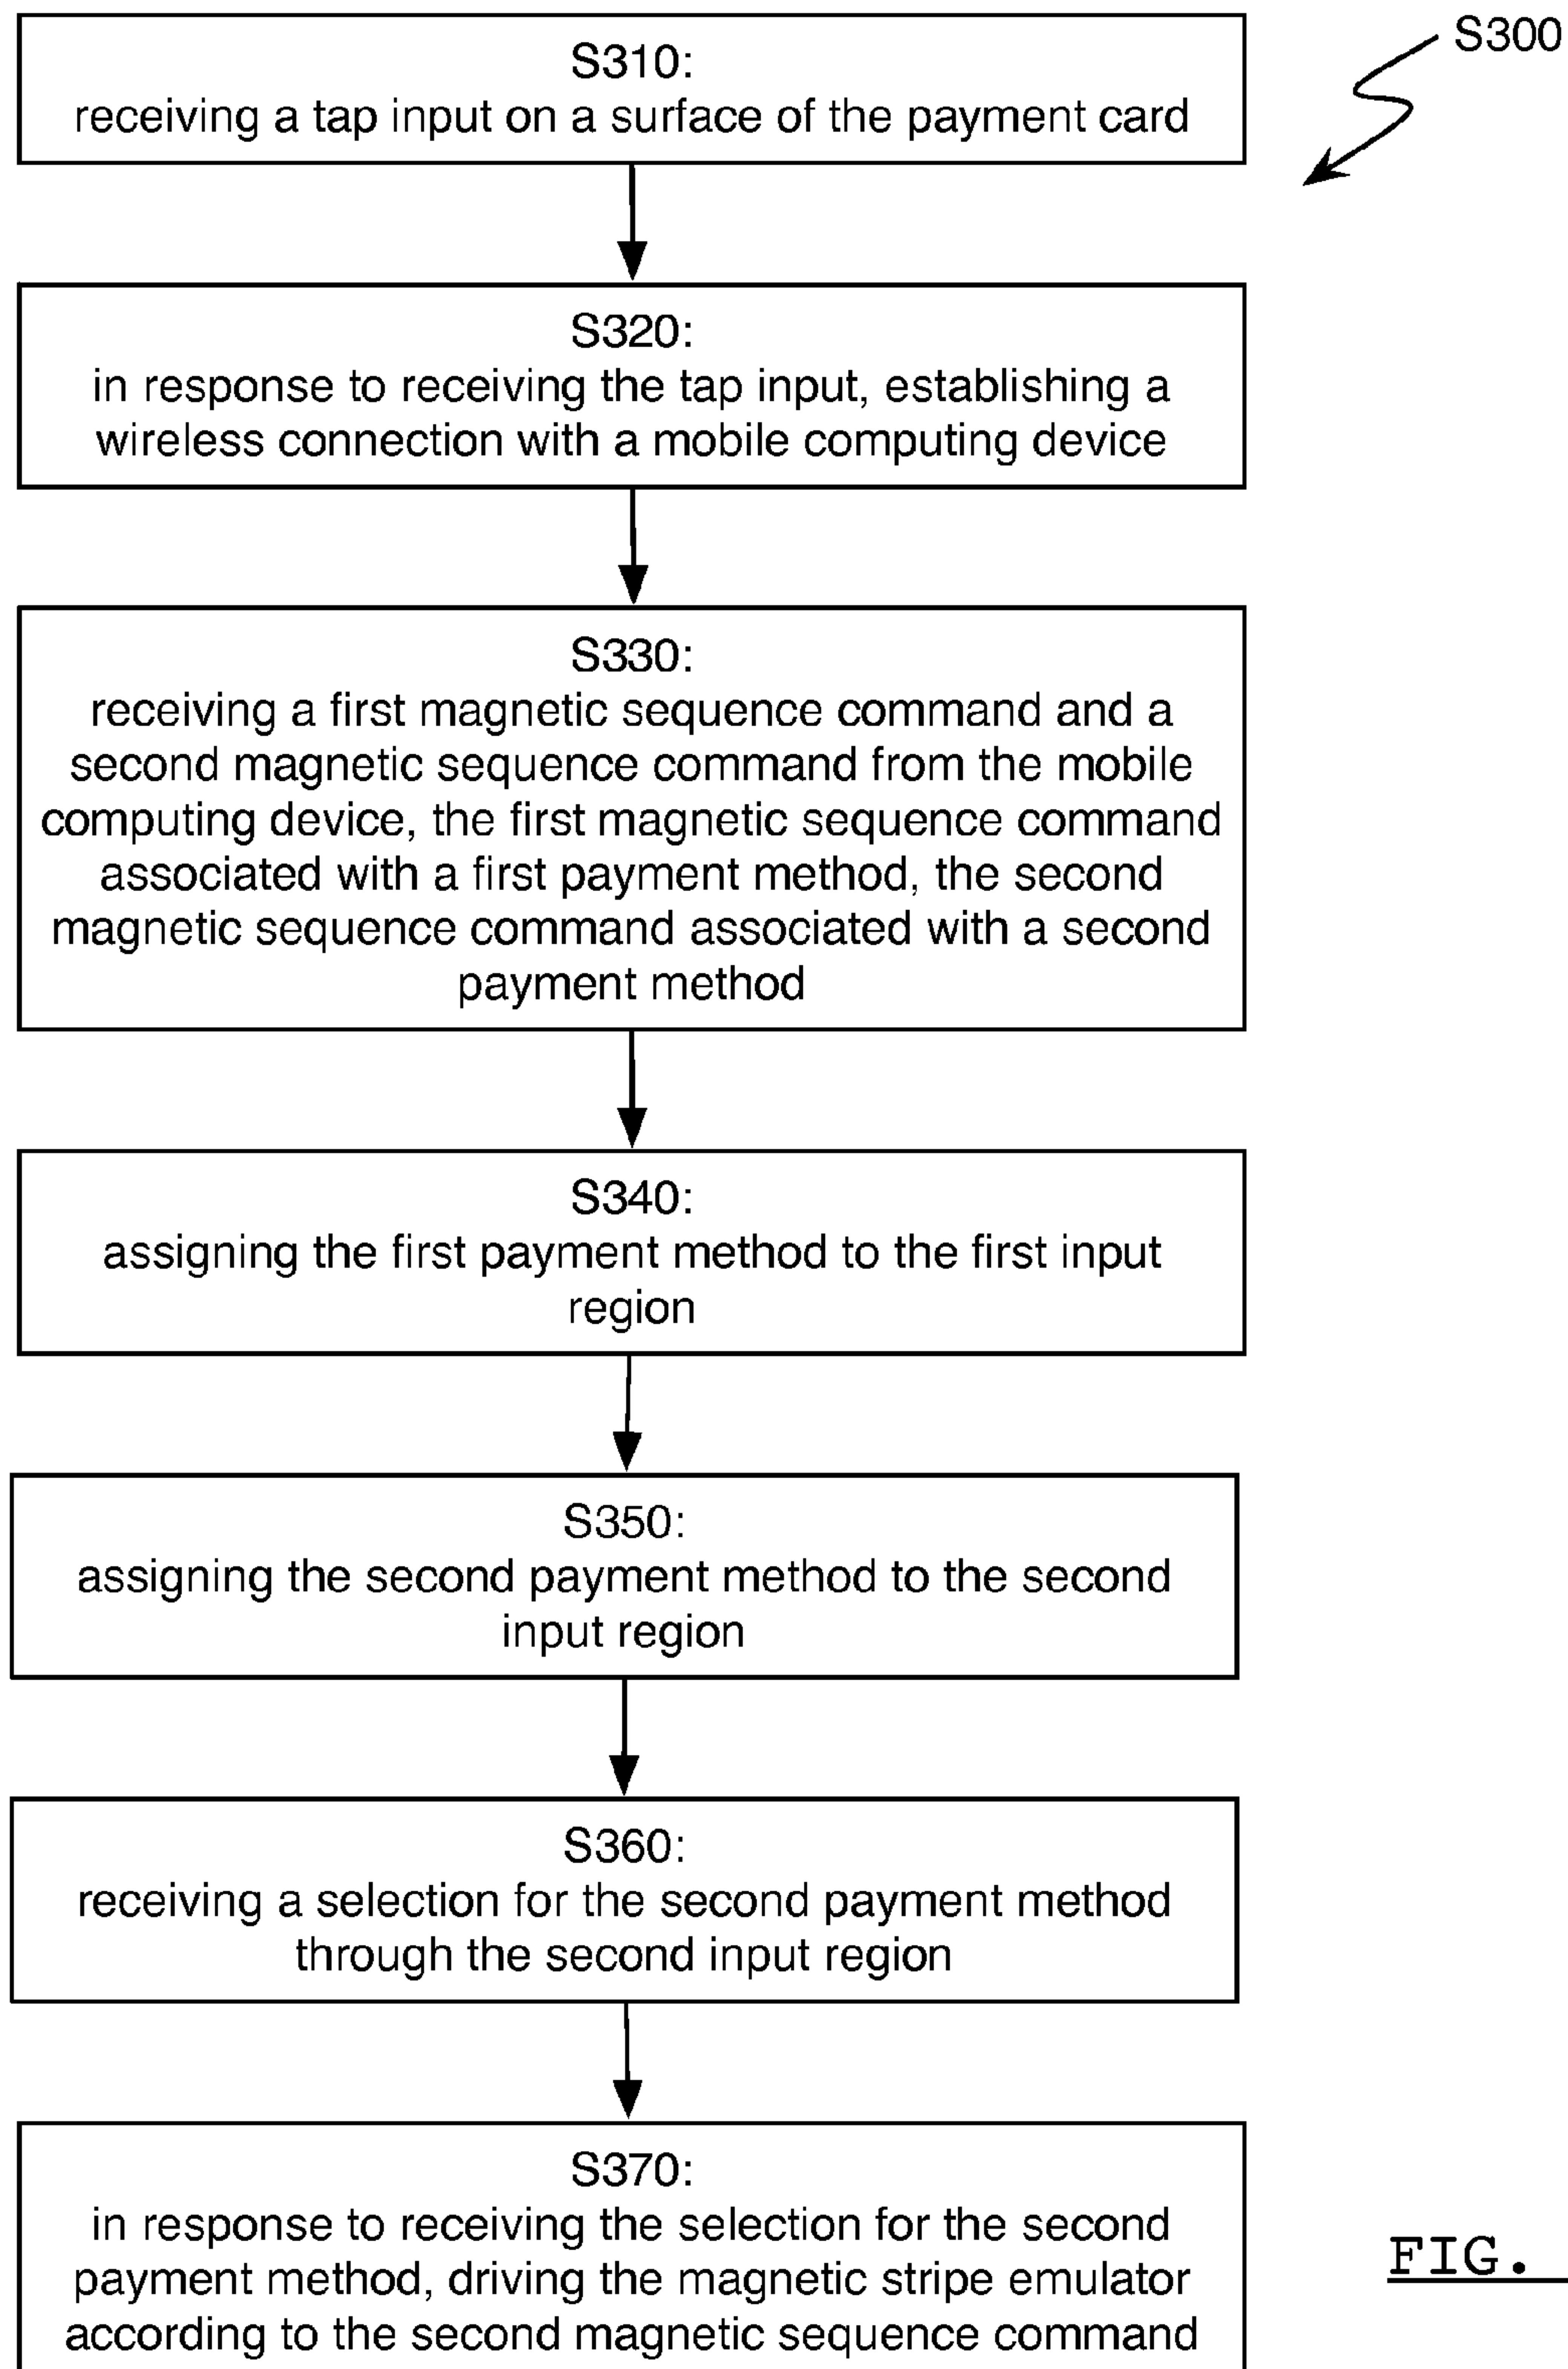 S300
S310:
receiving a tap input on a surface of the payment card
S320:
in response to receiving the tap input, establishing a
wireless connection with a mobile computing device
S330:
receiving a first magnetic sequence command and a
second magnetic sequence command from the mobile
computing device, the first magnetic sequence command
associated with a first payment method, the second
magnetic sequence command associated with a second
payment method
S340:
assigning the first payment method to the first input
region
S350:
assigning the second payment method to the second
input region
S360:
receiving a selection for the second payment method
through the second input region
S370:
in response to receiving the selection for the second
payment method, driving the magnetic stripe emulator
according to the second magnetic sequence command
FIG.